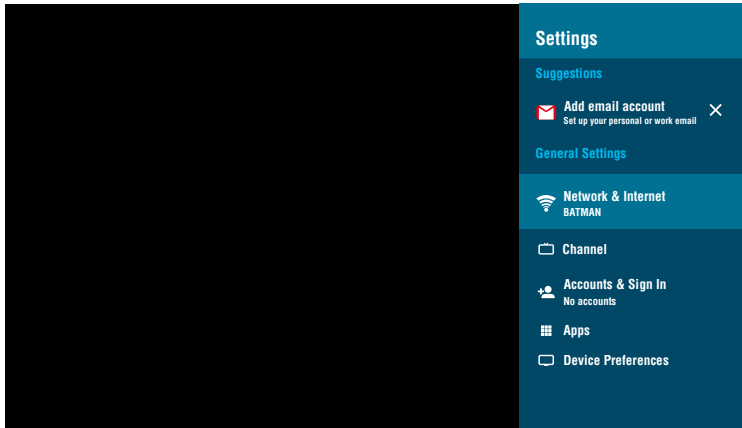 Settings
Suggestions
Add email account
Set up your personal or work email
General Settings
Network & Internet
BATMAN
Channel
Accounts & Sign In
No accounts
Apps
Device Preferences